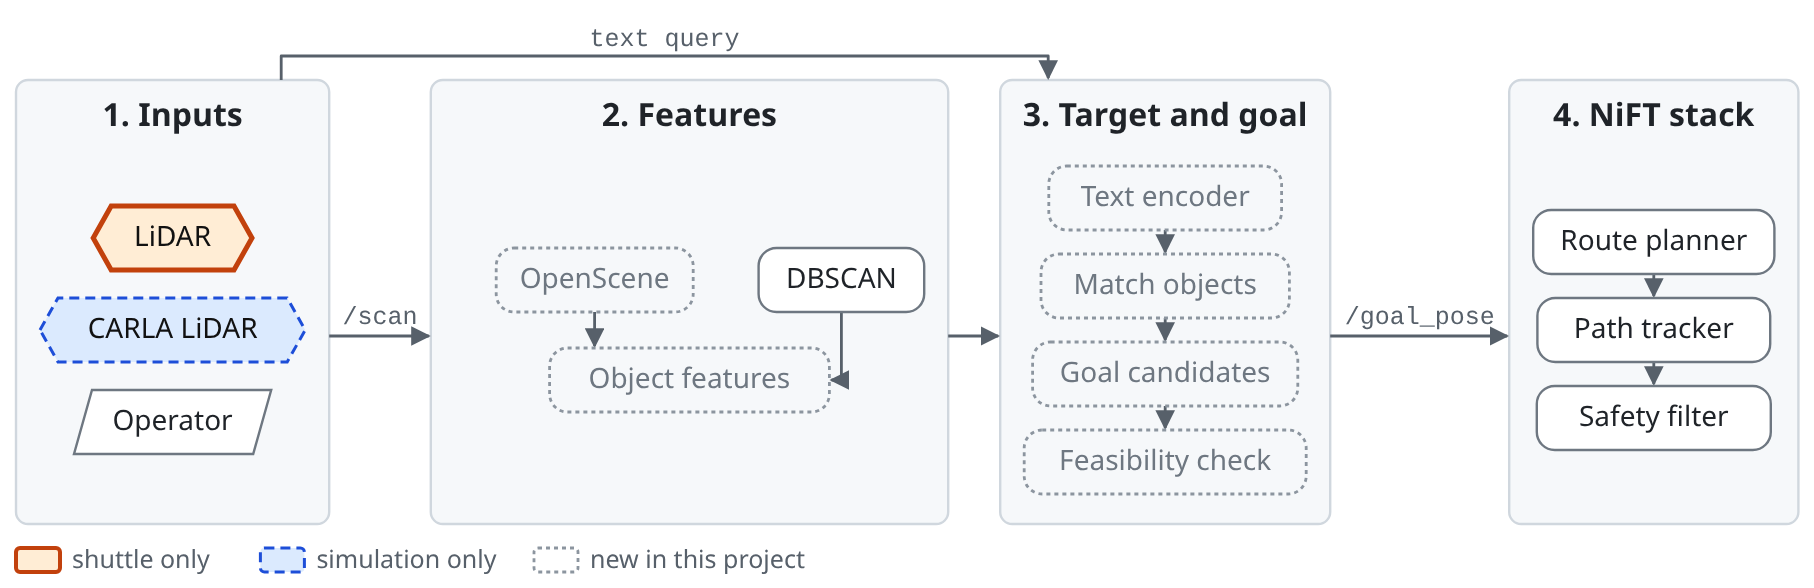 text query
1. Inputs
LiDAR
CARLA LiDAR
Operator
/scan
2. Features
OpenScene
DBSCAN
Object features
3. Target and goal
Text encoder
Match objects
Goal candidates
Feasibility check
/goal_pose
4. NiFT stack
Route planner
Path tracker
Safety filter
shuttle only
simulation only
new in this project